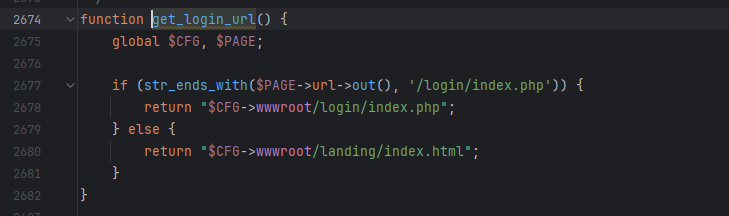 2674 function get_login_url() {
2675 global $CFG, $PAGE;
2676
2677 if (str_ends_with($PAGE->url->out(), '/login/index.php')) {
2678 return "$CFG->wwwroot/login/index.php";
2679 } else {
2680 return "$CFG->wwwroot/landing/index.html";
2681 }
2682 }